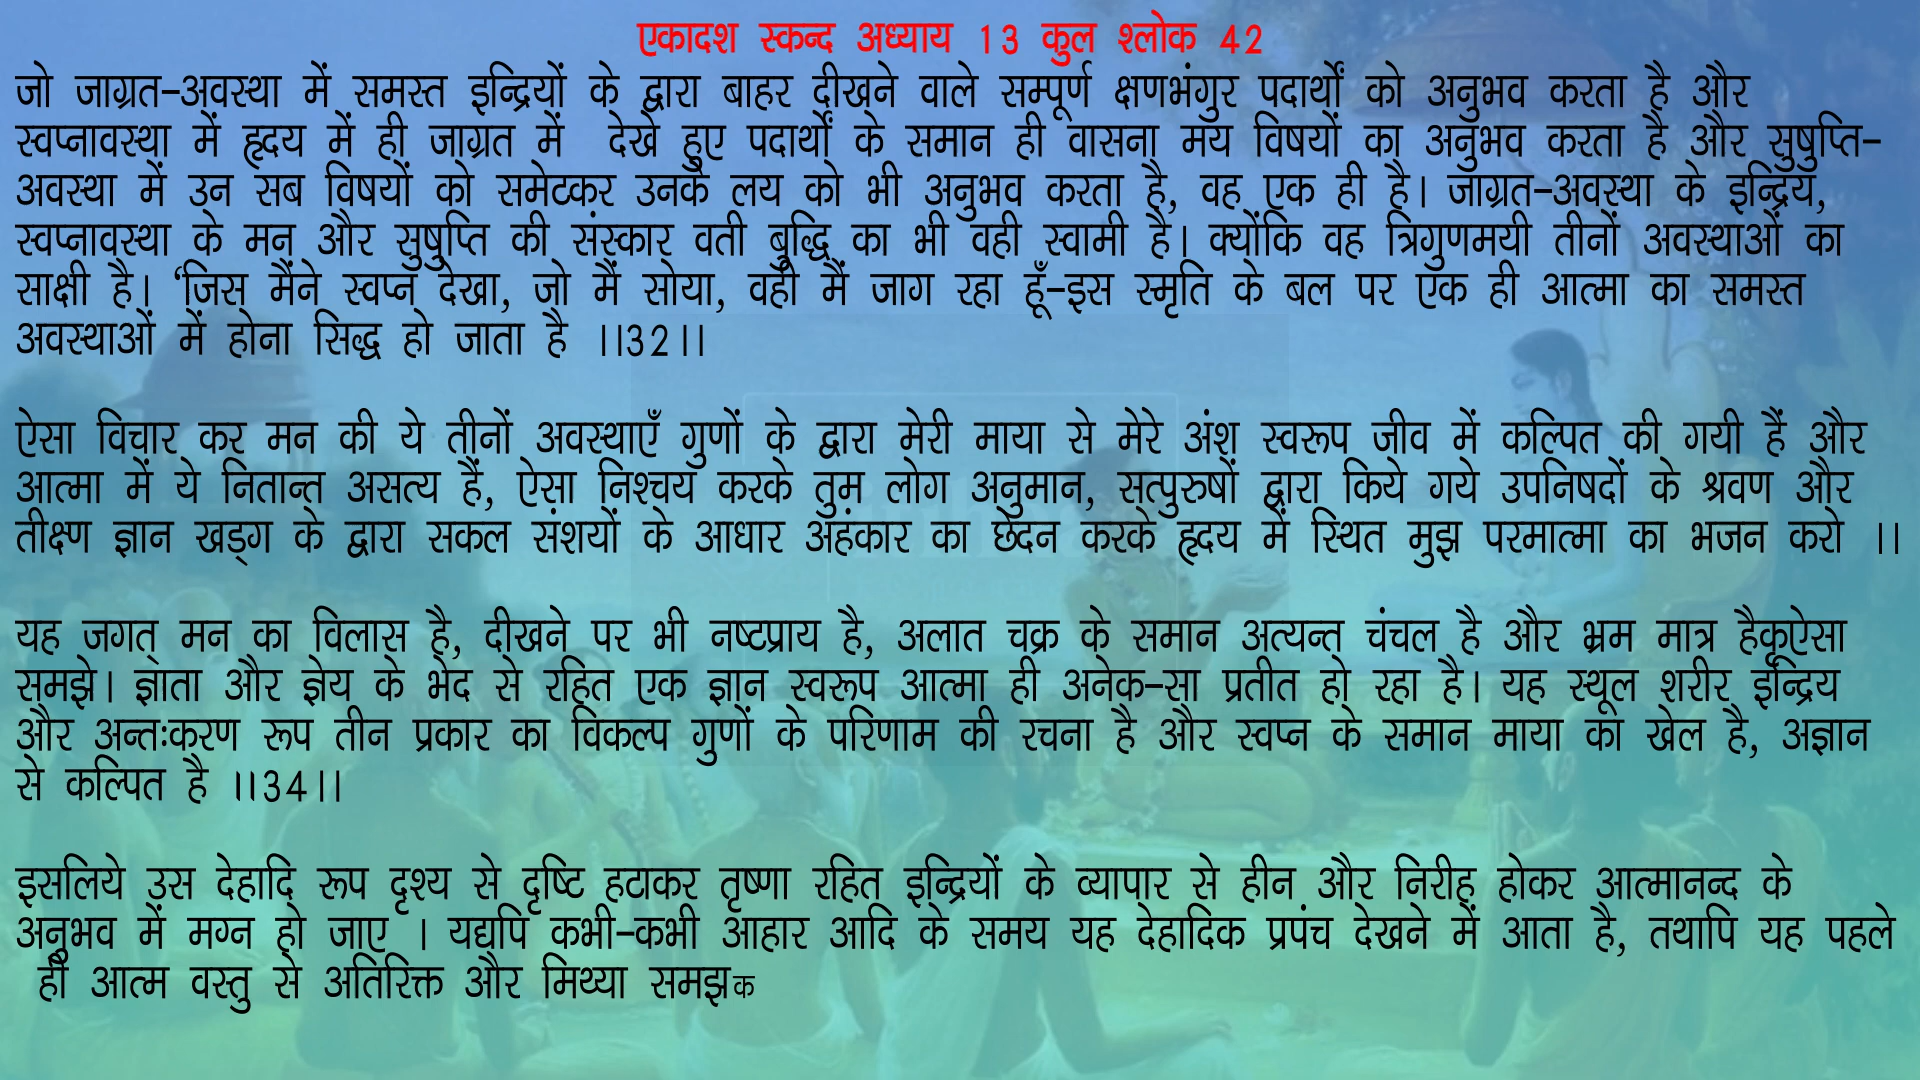 एकादश स्कन्द अध्याय 13 कुल श्लोक 42
जो जाग्रत-अवस्था में समस्त इन्द्रियों के द्वारा बाहर दीखने वाले सम्पूर्ण क्षणभंगुर पदार्थों को अनुभव करता है और
स्वप्नावस्था में हृदय में ही जाग्रत में देखे हुए पदार्थों के समान ही वासना मय विषयों का अनुभव करता है और सुषुप्ति-
अवस्था में उन सब विषयों को समेटकर उनके लय को भी अनुभव करता है, वह एक ही है। जाग्रत-अवस्था के इन्द्रिय,
स्वप्नावस्था के मन और सुषुप्ति की संस्कार वती बुद्धि का भी वही स्वामी है। क्योंकि वह त्रिगुणमयी तीनों अवस्थाओं का
साक्षी है। ‘जिस मैंने स्वप्न देखा, जो मैं सोया, वही मैं जाग रहा हूँ-इस स्मृति के बल पर एक ही आत्मा का समस्त
अवस्थाओं में होना सिद्ध हो जाता है ।।32।।
ऐसा विचार कर मन की ये तीनों अवस्थाएँ गुणों के द्वारा मेरी माया से मेरे अंश स्वरूप जीव में कल्पित की गयी हैं और
आत्मा में ये नितान्त असत्य हैं, ऐसा निश्चय करके तुम लोग अनुमान, सत्पुरुषों द्वारा किये गये उपनिषदों के श्रवण और
तीक्ष्ण ज्ञान खड्ग के द्वारा सकल संशयों के आधार अहंकार का छेदन करके हृदय में स्थित मुझ परमात्मा का भजन करो ।।
यह जगत् मन का विलास है, दीखने पर भी नष्टप्राय है, अलात चक्र के समान अत्यन्त चंचल है और भ्रम मात्र हैकूऐसा
समझे। ज्ञाता और ज्ञेय के भेद से रहित एक ज्ञान स्वरूप आत्मा ही अनेक-सा प्रतीत हो रहा है। यह स्थूल शरीर इन्द्रिय
और अन्तःकरण रूप तीन प्रकार का विकल्प गुणों के परिणाम की रचना है और स्वप्न के समान माया का खेल है, अज्ञान
से कल्पित है ।।34।।
इसलिये उस देहादि रूप दृश्य से दृष्टि हटाकर तृष्णा रहित इन्द्रियों के व्यापार से हीन और निरीह होकर आत्मानन्द के
अनुभव में मग्न हो जाए । यद्यपि कभी-कभी आहार आदि के समय यह देहादिक प्रपंच देखने में आता है, तथापि यह पहले
ही आत्म वस्तु से अतिरिक्त और मिथ्या समझक